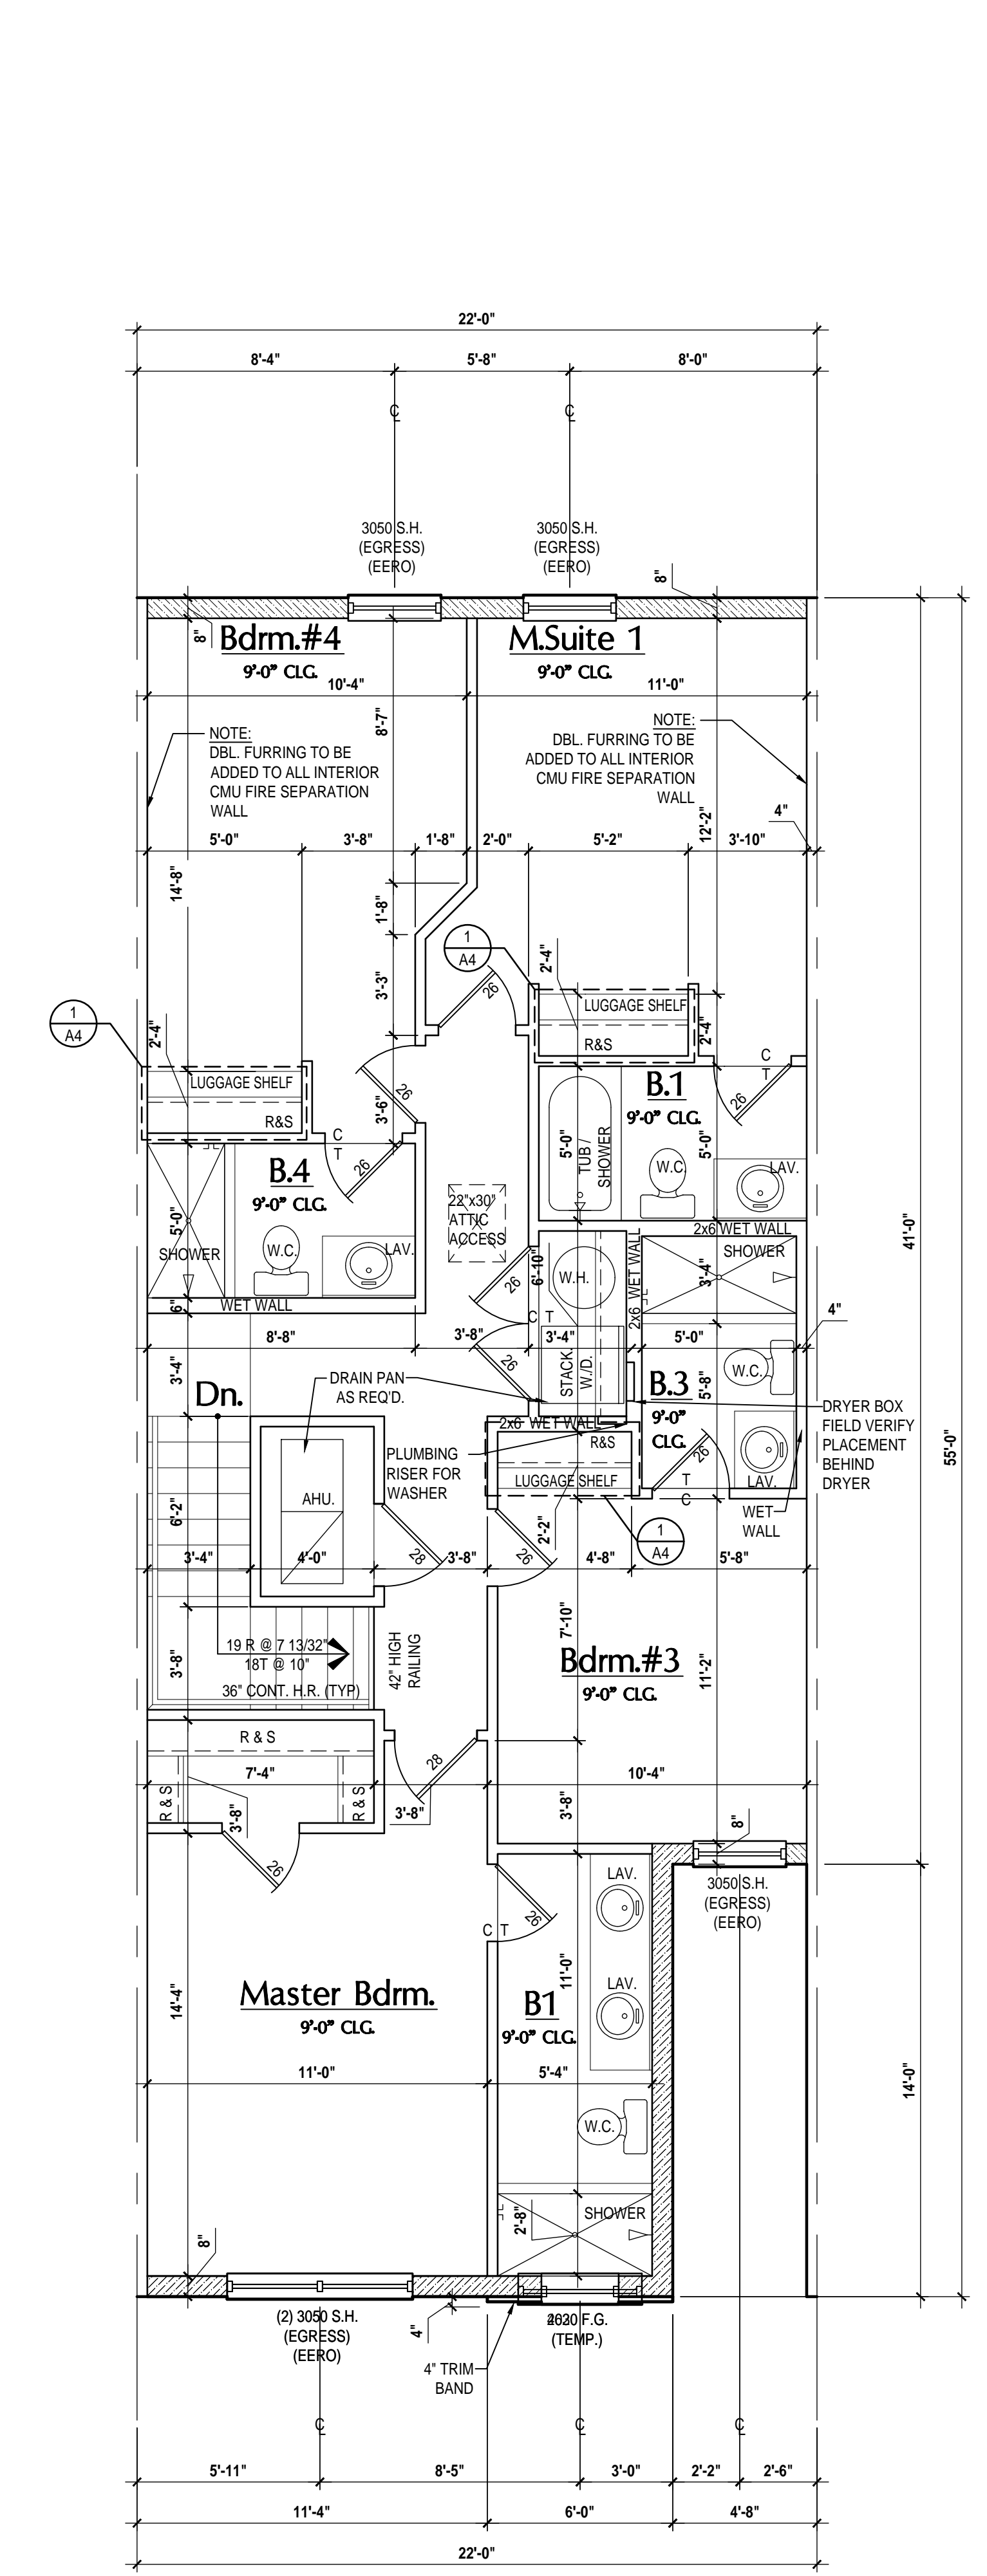 22'-0"
8'-4"
5'-8"
8'-0"
℄
℄
3050 S.H.
(EGRESS)
(EERO)
3050 S.H.
(EGRESS)
(EERO)
8"
8"
Bdrm.#4
9'-0" CLG.
M.Suite 1
9'-0" CLG.
10'-4"
11'-0"
8'-7"
NOTE:
DBL. FURRING TO BE
ADDED TO ALL INTERIOR
CMU FIRE SEPARATION
WALL
NOTE:
DBL. FURRING TO BE
ADDED TO ALL INTERIOR
CMU FIRE SEPARATION
WALL
12'-2"
4"
5'-0"
3'-8"
1'-8"
2'-0"
5'-2"
3'-10"
14'-8"
1'-8"
3'-3"
1
A4
2'-4"
26
LUGGAGE SHELF
R&S
2'-4"
1
A4
2'-4"
LUGGAGE SHELF
R&S
26
3'-6"
C
T
26
C
T
26
B.1
9'-0" CLG.
5'-0"
TUB /
SHOWER
5'-0"
W.C.
LAV.
B.4
9'-0" CLG.
5'-0"
SHOWER
W.C.
LAV.
22"x30"
ATTIC
ACCESS
2x6 WET WALL
SHOWER
3'-4"
2x6 WET WALL
6'-10"
W.H.
26
6"
WET WALL
C T
4"
8'-8"
3'-8"
3'-4"
5'-0"
3'-4"
26
STACK.
W./D.
W.C.
5'-8"
B.3
9'-0"
CLG.
Dn.
DRAIN PAN
AS REQ'D.
DRYER BOX
FIELD VERIFY
PLACEMENT
BEHIND
DRYER
2x6 WET WALL
R&S
LUGGAGE SHELF
PLUMBING
RISER FOR
WASHER
26
T
C
LAV.
WET
WALL
AHU.
6'-2"
2'-2"
1
A4
3'-4"
4'-0"
28
3'-8"
26
4'-8"
5'-8"
7'-10"
11'-2"
Bdrm.#3
9'-0" CLG.
19 R @ 7 13/32"
18T @ 10"
36" CONT. H.R. (TYP)
42" HIGH
RAILING
3'-8"
R & S
28
7'-4"
10'-4"
R & S
3'-8"
R & S
3'-8"
3'-8"
8"
26
3050 S.H.
(EGRESS)
(EERO)
LAV.
26
C T
11'-0"
LAV.
Master Bdrm.
9'-0" CLG.
B1
9'-0" CLG.
14'-4"
11'-0"
5'-4"
W.C.
SHOWER
2'-8"
8"
41'-0"
55'-0"
14'-0"
(2) 3050 S.H.
(EGRESS)
(EERO)
4"
F.G.
(TEMP.)
4" TRIM
BAND
℄
℄
℄
5'-11"
8'-5"
3'-0"
2'-2"
2'-6"
11'-4"
6'-0"
4'-8"
22'-0"